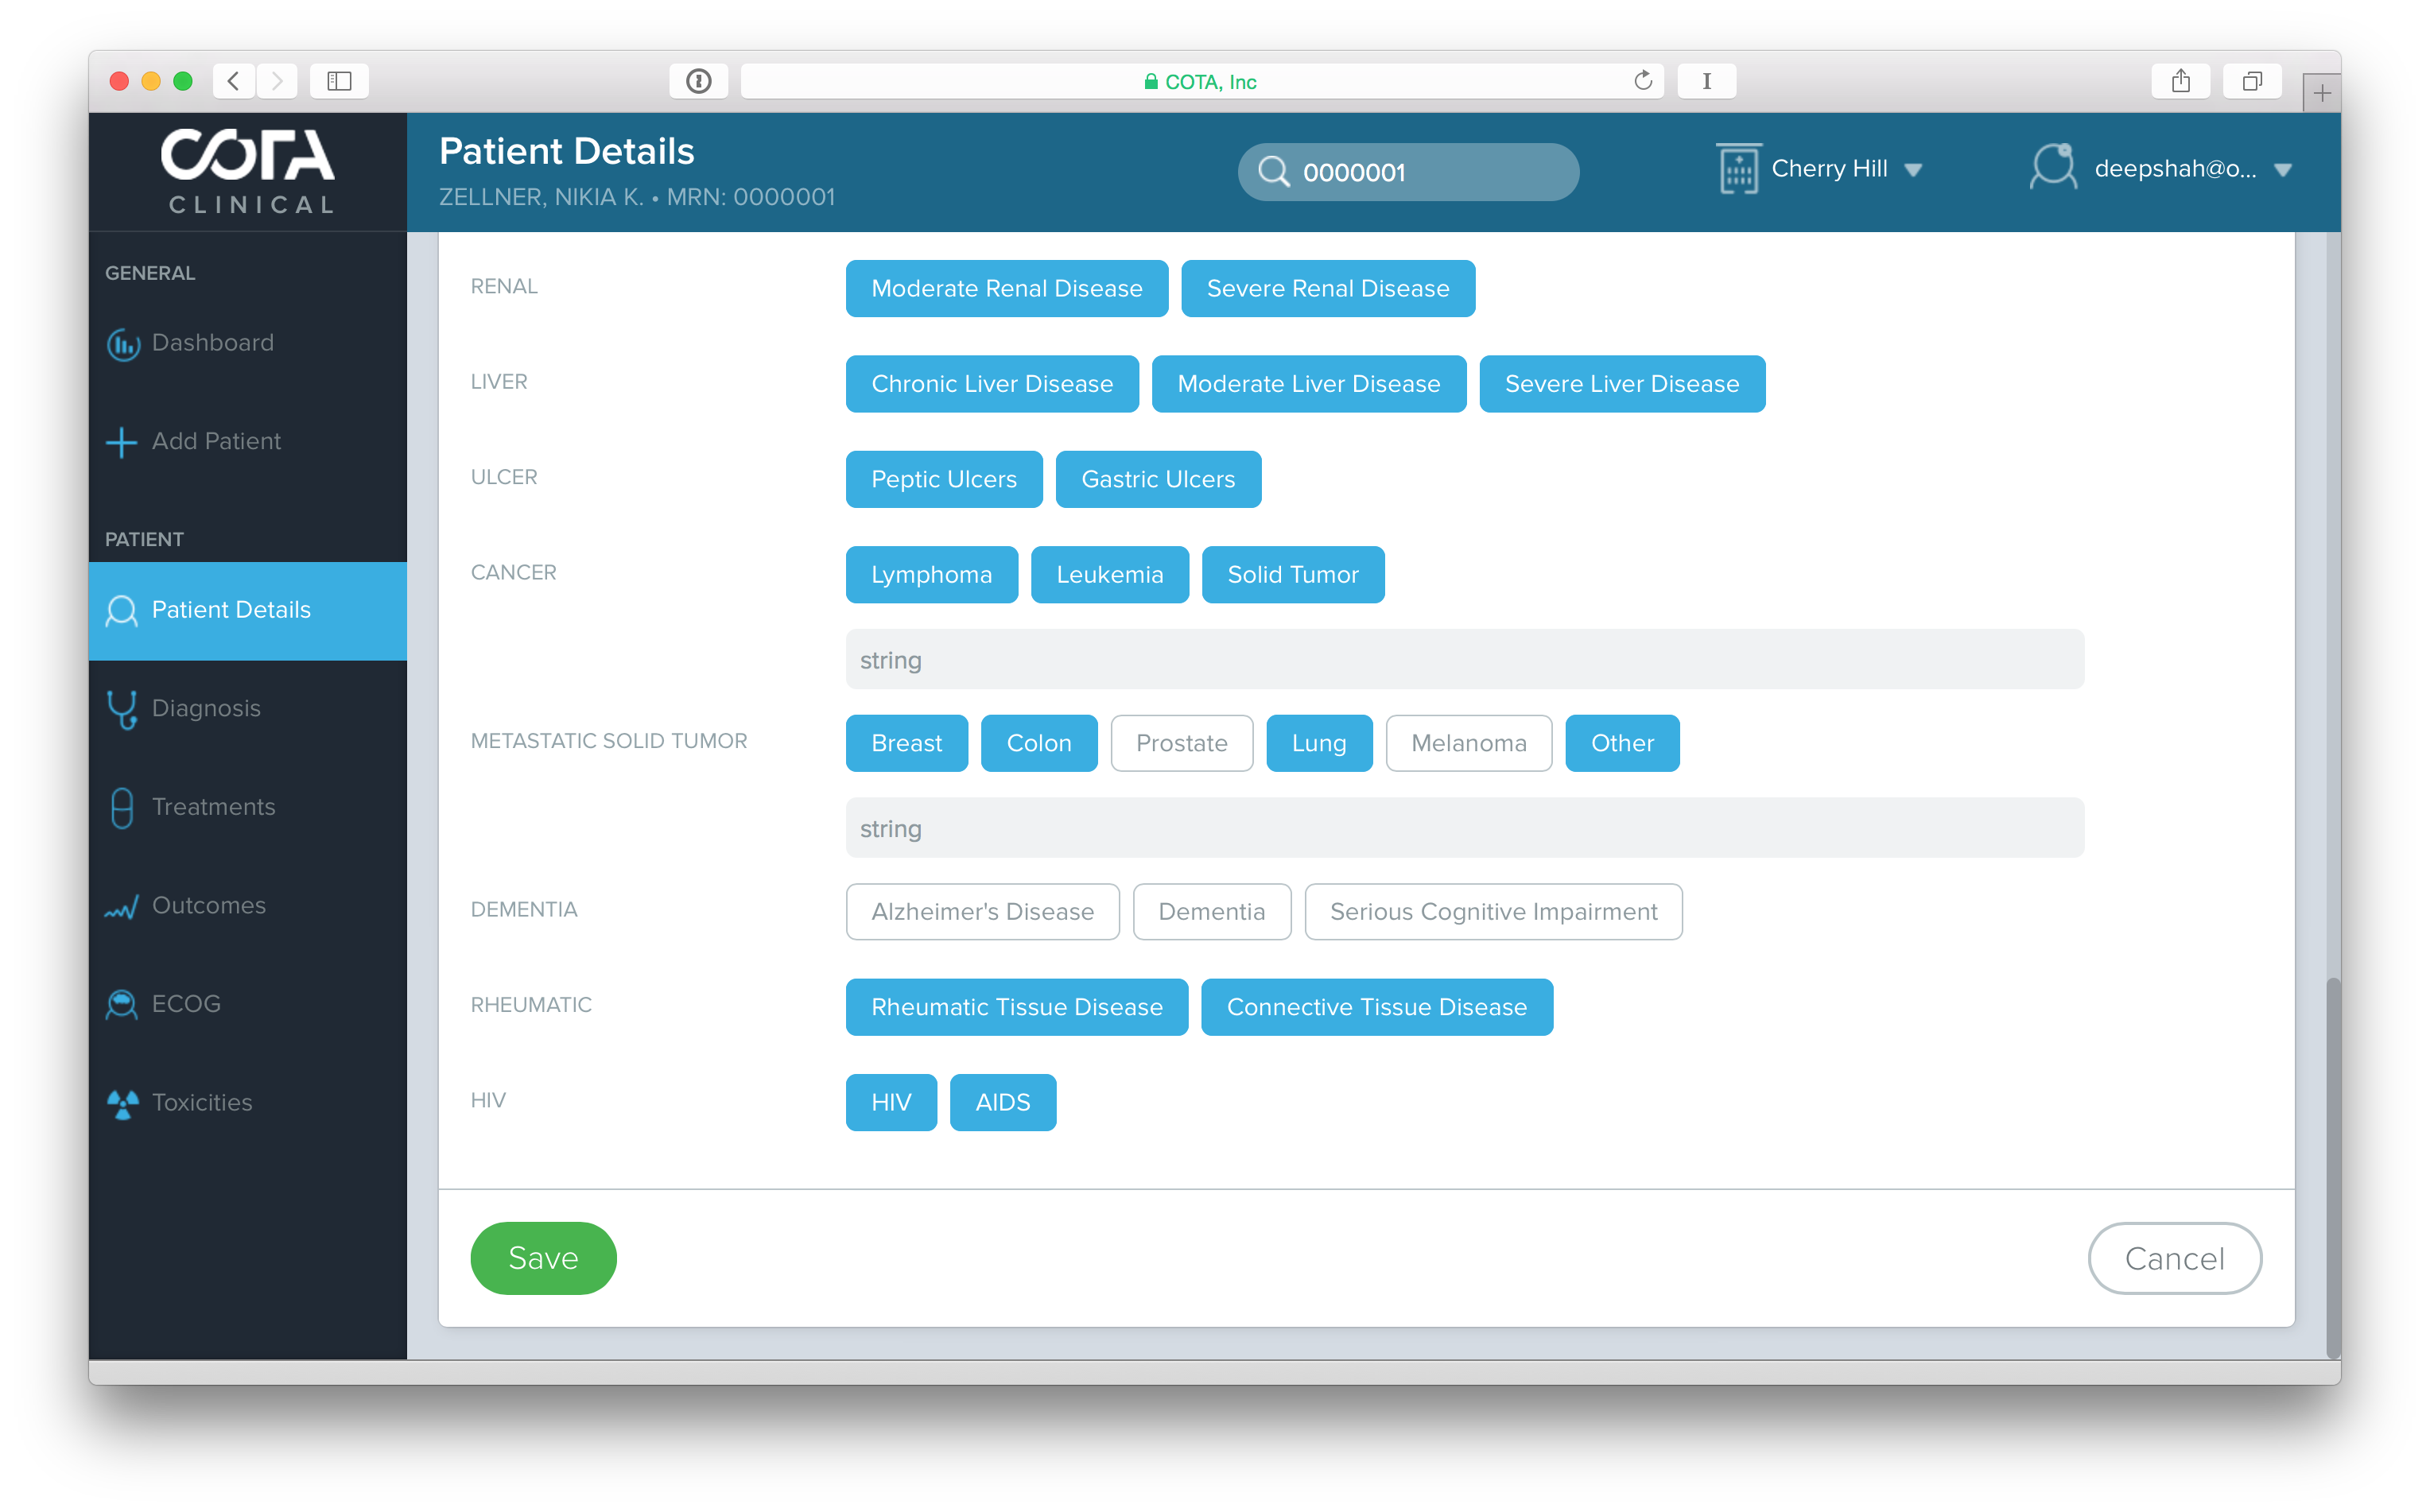 COTA, Inc
COTA
CLINICAL
Patient Details
ZELLNER, NIKIA K. • MRN: 0000001
0000001
Cherry Hill
deepshah@o...
GENERAL
Dashboard
Add Patient
PATIENT
Patient Details
Diagnosis
Treatments
Outcomes
ECOG
Toxicities
RENAL
Moderate Renal Disease Severe Renal Disease
LIVER
Chronic Liver Disease Moderate Liver Disease Severe Liver Disease
ULCER
Peptic Ulcers Gastric Ulcers
CANCER
Lymphoma Leukemia Solid Tumor
string
METASTATIC SOLID TUMOR
Breast Colon Prostate Lung Melanoma Other
string
DEMENTIA
Alzheimer's Disease Dementia Serious Cognitive Impairment
RHEUMATIC
Rheumatic Tissue Disease Connective Tissue Disease
HIV
HIV AIDS
Save
Cancel